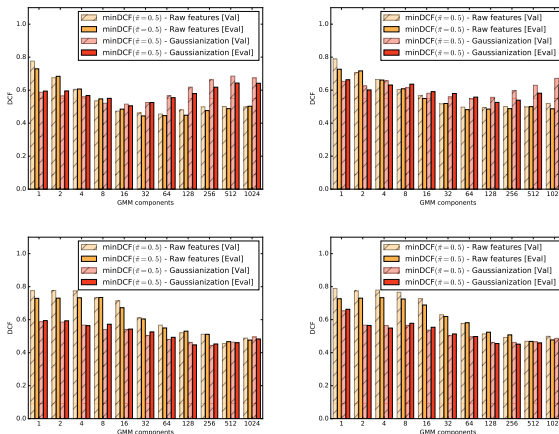 minDCF(π̃ = 0.5) - Raw features [Val]
minDCF(π̃ = 0.5) - Raw features [Eval]
minDCF(π̃ = 0.5) - Gaussianization [Val]
minDCF(π̃ = 0.5) - Gaussianization [Eval]
1.0
0.8
0.6
0.4
0.2
0.0
DCF
1 2 4 8 16 32 64 128 256 512 1024
GMM components
minDCF(π̃ = 0.5) - Raw features [Val]
minDCF(π̃ = 0.5) - Raw features [Eval]
minDCF(π̃ = 0.5) - Gaussianization [Val]
minDCF(π̃ = 0.5) - Gaussianization [Eval]
1.0
0.8
0.6
0.4
0.2
0.0
DCF
1 2 4 8 16 32 64 128 256 512 102
GMM components
minDCF(π̃ = 0.5) - Raw features [Val]
minDCF(π̃ = 0.5) - Raw features [Eval]
minDCF(π̃ = 0.5) - Gaussianization [Val]
minDCF(π̃ = 0.5) - Gaussianization [Eval]
1.0
0.8
0.6
0.4
0.2
0.0
DCF
1 2 4 8 16 32 64 128 256 512 1024
GMM components
minDCF(π̃ = 0.5) - Raw features [Val]
minDCF(π̃ = 0.5) - Raw features [Eval]
minDCF(π̃ = 0.5) - Gaussianization [Val]
minDCF(π̃ = 0.5) - Gaussianization [Eval]
1.0
0.8
0.6
0.4
0.2
0.0
DCF
1 2 4 8 16 32 64 128 256 512 102
GMM components